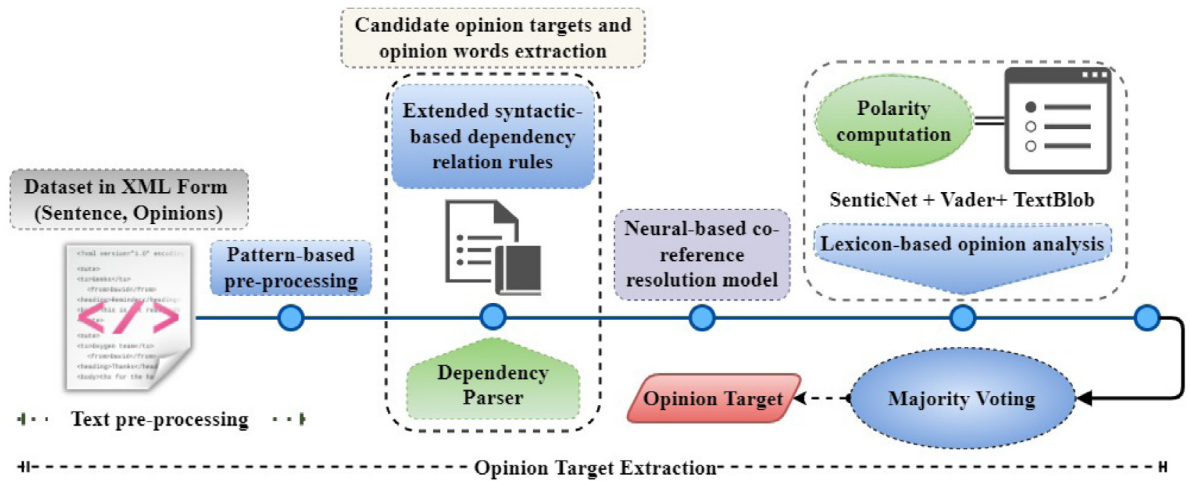 Candidate opinion targets and
opinion words extraction
Extended syntactic-
based dependency
relation rules
Polarity
computation
SenticNet + Vader+ TextBlob
Lexicon-based opinion analysis
Dataset in XML Form
(Sentence, Opinions)
</>
Pattern-based
pre-processing
Neural-based co-
reference
resolution model
Dependency
Parser
Opinion Target
Majority Voting
Text pre-processing
Opinion Target Extraction